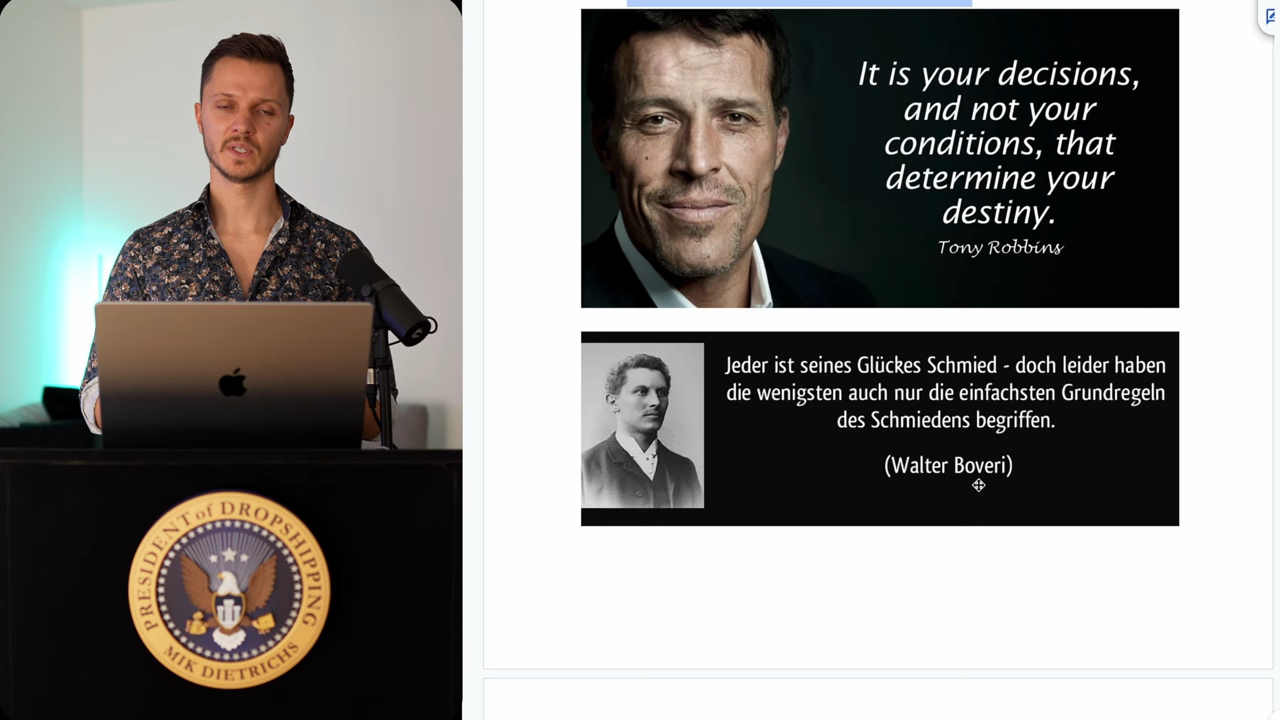 PRESIDENT of DROPSHIPPING
MIK DIETRICHS
It is your decisions,
and not your
conditions, that
determine your
destiny.
Tony Robbins
Jeder ist seines Glückes Schmied - doch leider haben
die wenigsten auch nur die einfachsten Grundregeln
des Schmiedens begriffen.
(Walter Boveri)